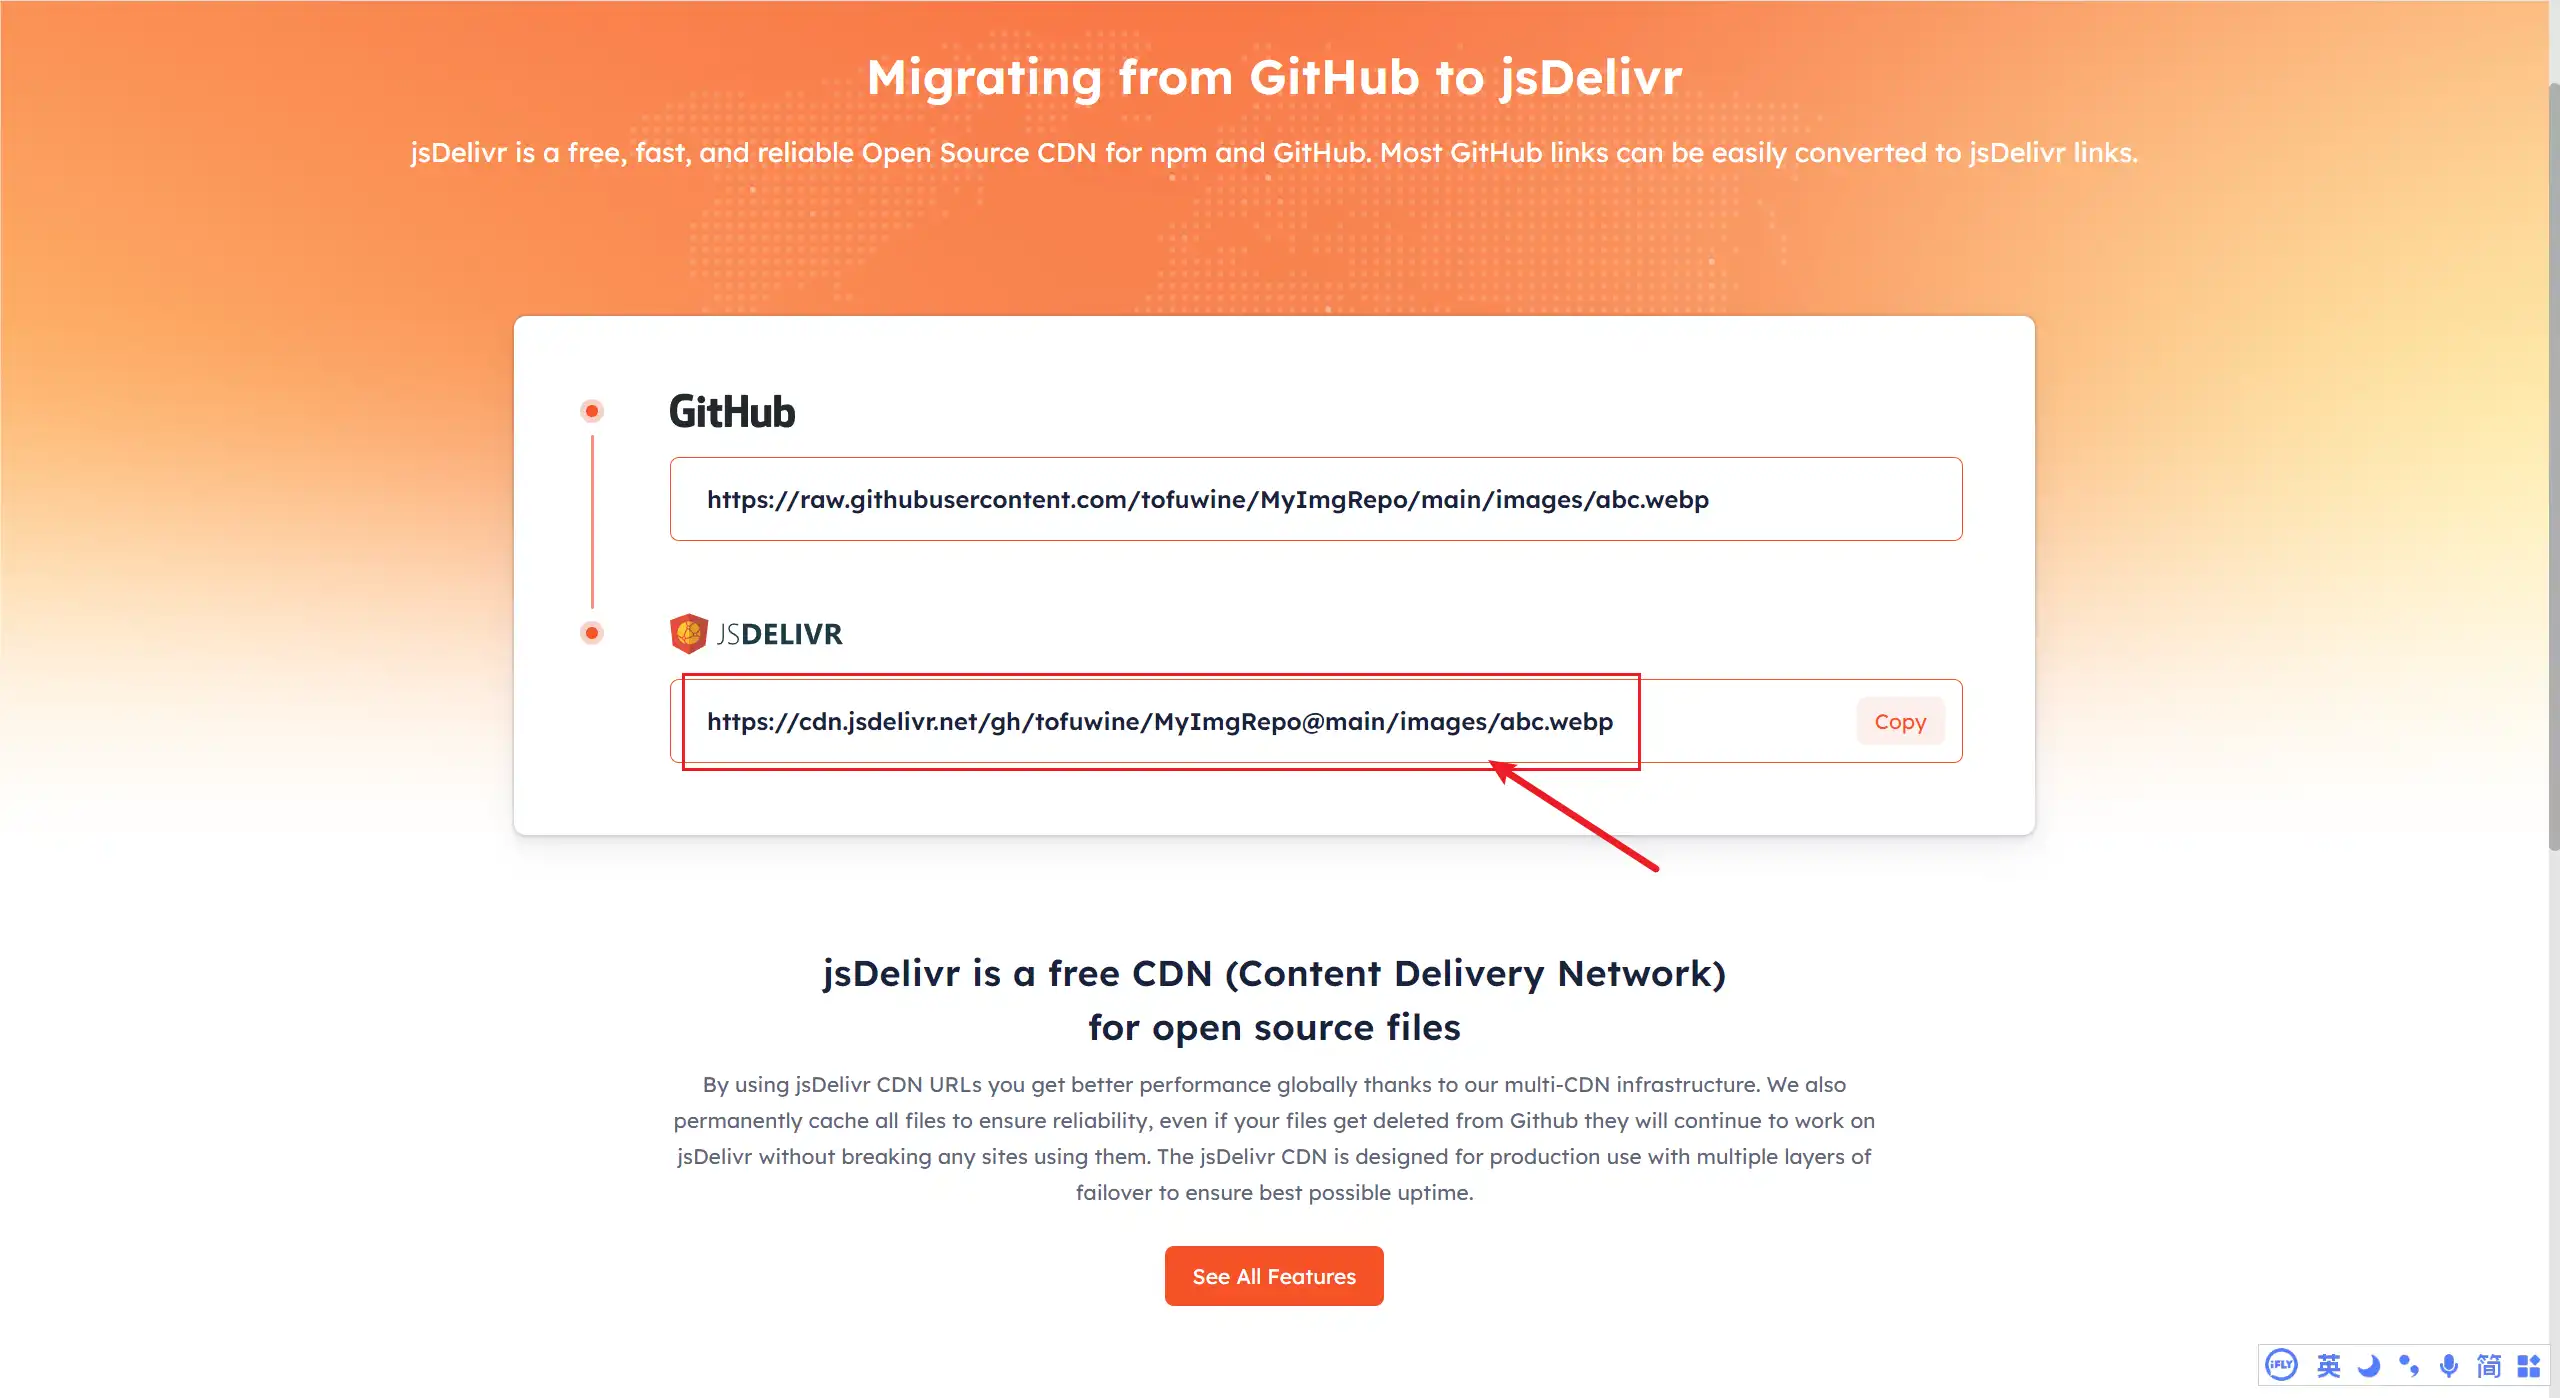 Migrating from GitHub to jsDelivr
jsDelivr is a free, fast, and reliable Open Source CDN for npm and GitHub. Most GitHub links can be easily converted to jsDelivr links.
GitHub
https://raw.githubusercontent.com/tofuwine/MyImgRepo/main/images/abc.webp
JSDELIVR
https://cdn.jsdelivr.net/gh/tofuwine/MyImgRepo@main/images/abc.webp
Copy
jsDelivr is a free CDN (Content Delivery Network)
for open source files
By using jsDelivr CDN URLs you get better performance globally thanks to our multi-CDN infrastructure. We also
permanently cache all files to ensure reliability, even if your files get deleted from Github they will continue to work on
jsDelivr without breaking any sites using them. The jsDelivr CDN is designed for production use with multiple layers of
failover to ensure best possible uptime.
See All Features
iFLY 英 简